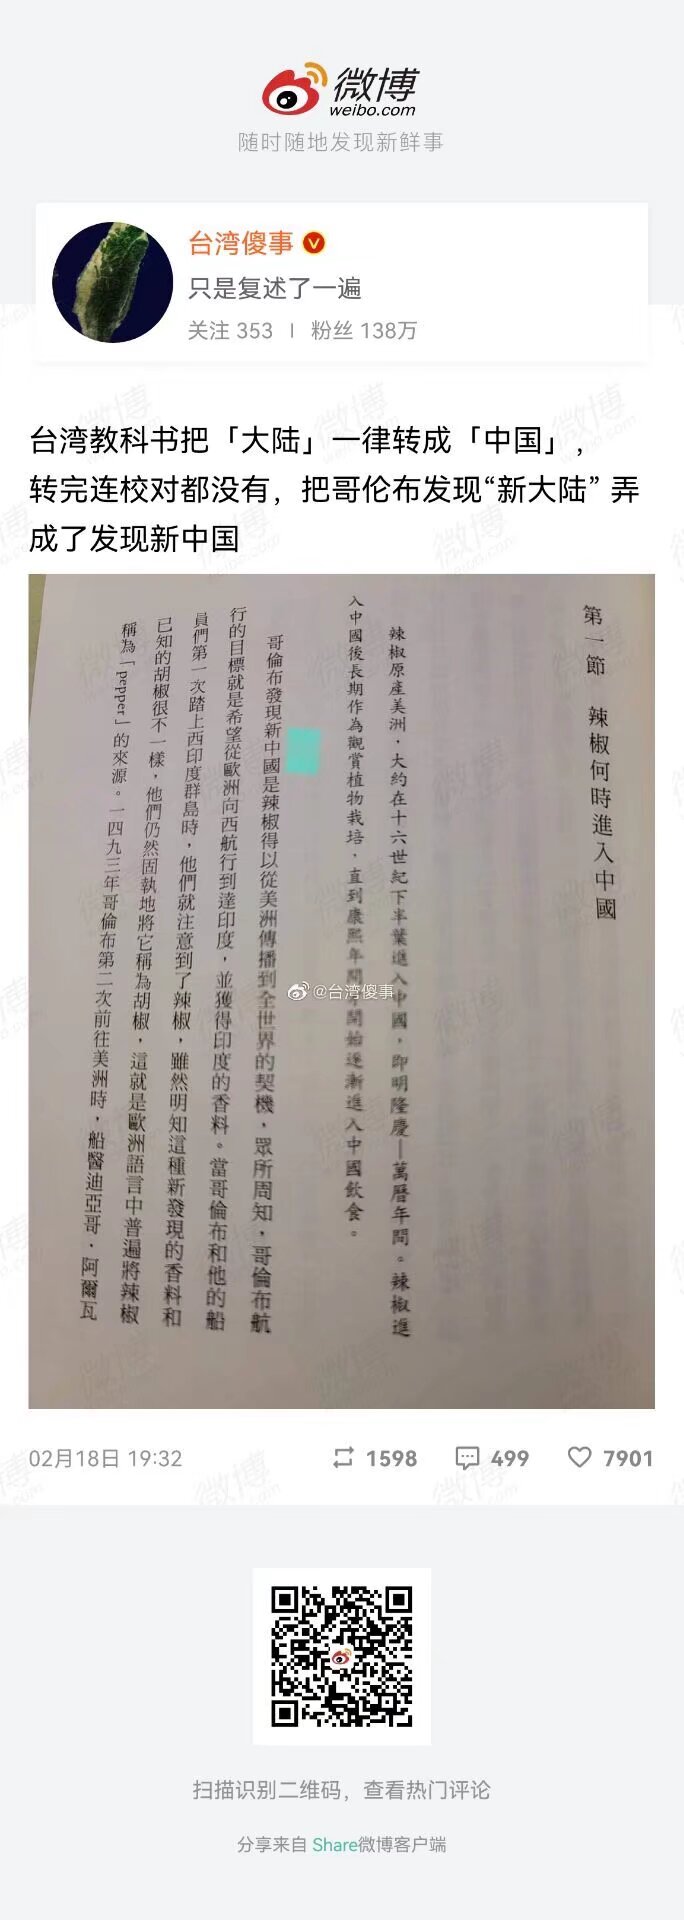 微博
weibo.com
随时随地发现新鲜事
台湾傻事
只是复述了一遍
关注 353 | 粉丝 138万
台湾教科书把「大陆」一律转成「中国」,
转完连校对都没有，把哥伦布发现“新大陆” 弄
成了发现新中国
第一節 辣椒何時進入中國
辣椒原產美洲，大約在十六世紀下半葉進入中國，即明隆慶—萬曆年間。辣椒進
入中國後長期作為觀賞植物栽培，直到康熙年間才開始逐漸進入中國飲食。
哥倫布發現新中國是辣椒得以從美洲傳播到全世界的契機，眾所周知，哥倫布航
行的目標就是希望從歐洲向西航行到達印度，並獲得印度的香料。當哥倫布和他的船
員們第一次踏上西印度群島時，他們就注意到了辣椒，雖然明知這種新發現的香料和
已知的胡椒很不一樣，他們仍然固執地將它稱為胡椒，這就是歐洲語言中普遍將辣椒
稱為「pepper」的來源。一四九三年哥倫布第二次前往美洲時，船醫迪亞哥·阿爾瓦
@台湾傻事
02月18日 19:32 1598 499 7901
扫描识别二维码，查看热门评论
分享来自 Share微博客户端